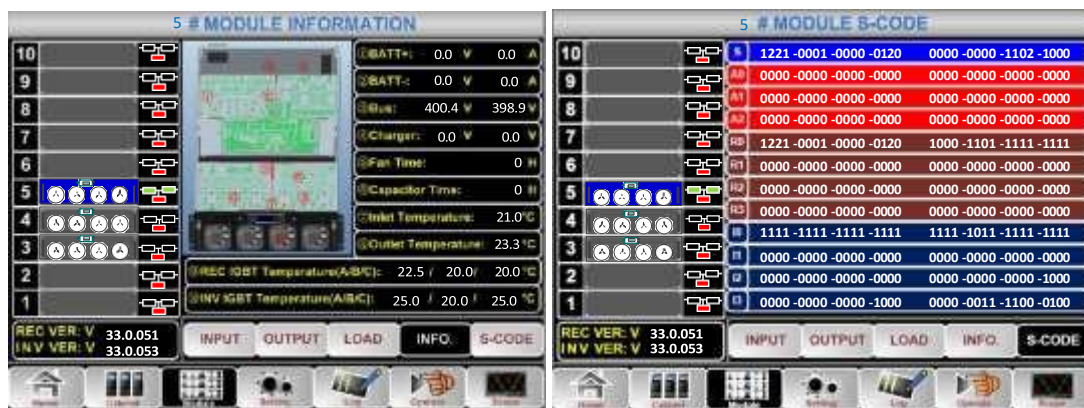 5 # MODULE INFORMATION
10
9
8
7
6
5
4
3
2
1
BATT+: 0.0 V 0.0 A
BATT-: 0.0 V 0.0 A
Bus: 400.4 V 398.9 V
Charger: 0.0 V 0.0 V
Fan Time: 0 H
Capacitor Time: 0 H
Inlet Temperature: 21.0°C
Outlet Temperature: 23.3°C
REC IGBT Temperature(A/B/C): 22.5 / 20.0/ 20.0 °C
INV IGBT Temperature(A/B/C): 25.0 / 20.0 / 25.0 °C
REC VER: V 33.0.051
INV VER: V 33.0.053
INPUT OUTPUT LOAD INFO. S-CODE
5 # MODULE S-CODE
10
9
8
7
6
5
4
3
2
1
S 1221 -0001 -0000 -0120 0000 -0000 -1102 -1000
A0 0000 -0000 -0000 -0000 0000 -0000 -0000 -0000
A1 0000 -0000 -0000 -0000 0000 -0000 -0000 -0000
A2 0000 -0000 -0000 -0000 0000 -0000 -0000 -0000
R0 1221 -0001 -0000 -0120 1000 -1101 -1111 -1111
R1 0000 -0000 -0000 -0000 0000 -0000 -0000 -0000
R2 0000 -0000 -0000 -0000 0000 -0000 -0000 -0000
R3 0000 -0000 -0000 -0000 0000 -0000 -0000 -0000
I0 1111 -1111 -1111 -1111 1111 -1011 -1111 -1111
I1 0000 -0000 -0000 -0000 0000 -0000 -0000 -0000
I2 0000 -0000 -0000 -0000 0000 -0000 -0000 -1000
I3 0000 -0000 -0000 -1000 0000 -0011 -1100 -0100
REC VER: V 33.0.051
INV VER: V 33.0.053
INPUT OUTPUT LOAD INFO. S-CODE